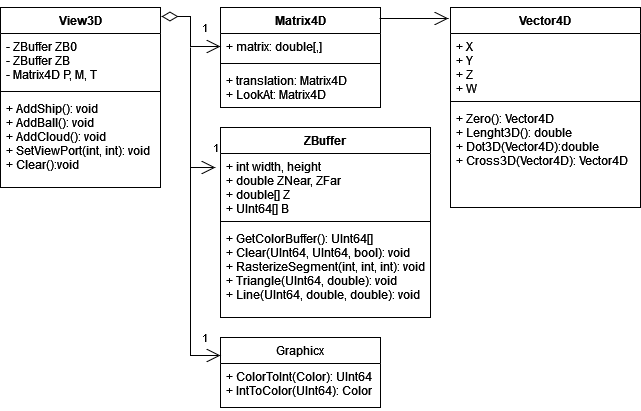 View3D
- ZBuffer ZB0
- ZBuffer ZB
- Matrix4D P, M, T
+ AddShip(): void
+ AddBall(): void
+ AddCloud(): void
+ SetViewPort(int, int): void
+ Clear():void
1
Matrix4D
+ matrix: double[,]
+ translation: Matrix4D
+ LookAt: Matrix4D
Vector4D
+ X
+ Y
+ Z
+ W
+ Zero(): Vector4D
+ Lenght3D(): double
+ Dot3D(Vector4D):double
+ Cross3D(Vector4D): Vector4D
1
ZBuffer
+ int width, height
+ double ZNear, ZFar
+ double[] Z
+ UInt64[] B
+ GetColorBuffer(): UInt64[]
+ Clear(UInt64, UInt64, bool): void
+ RasterizeSegment(int, int, int): void
+ Triangle(UInt64, double): void
+ Line(UInt64, double, double): void
1
Graphicx
+ ColorToInt(Color): UInt64
+ IntToColor(UInt64): Color